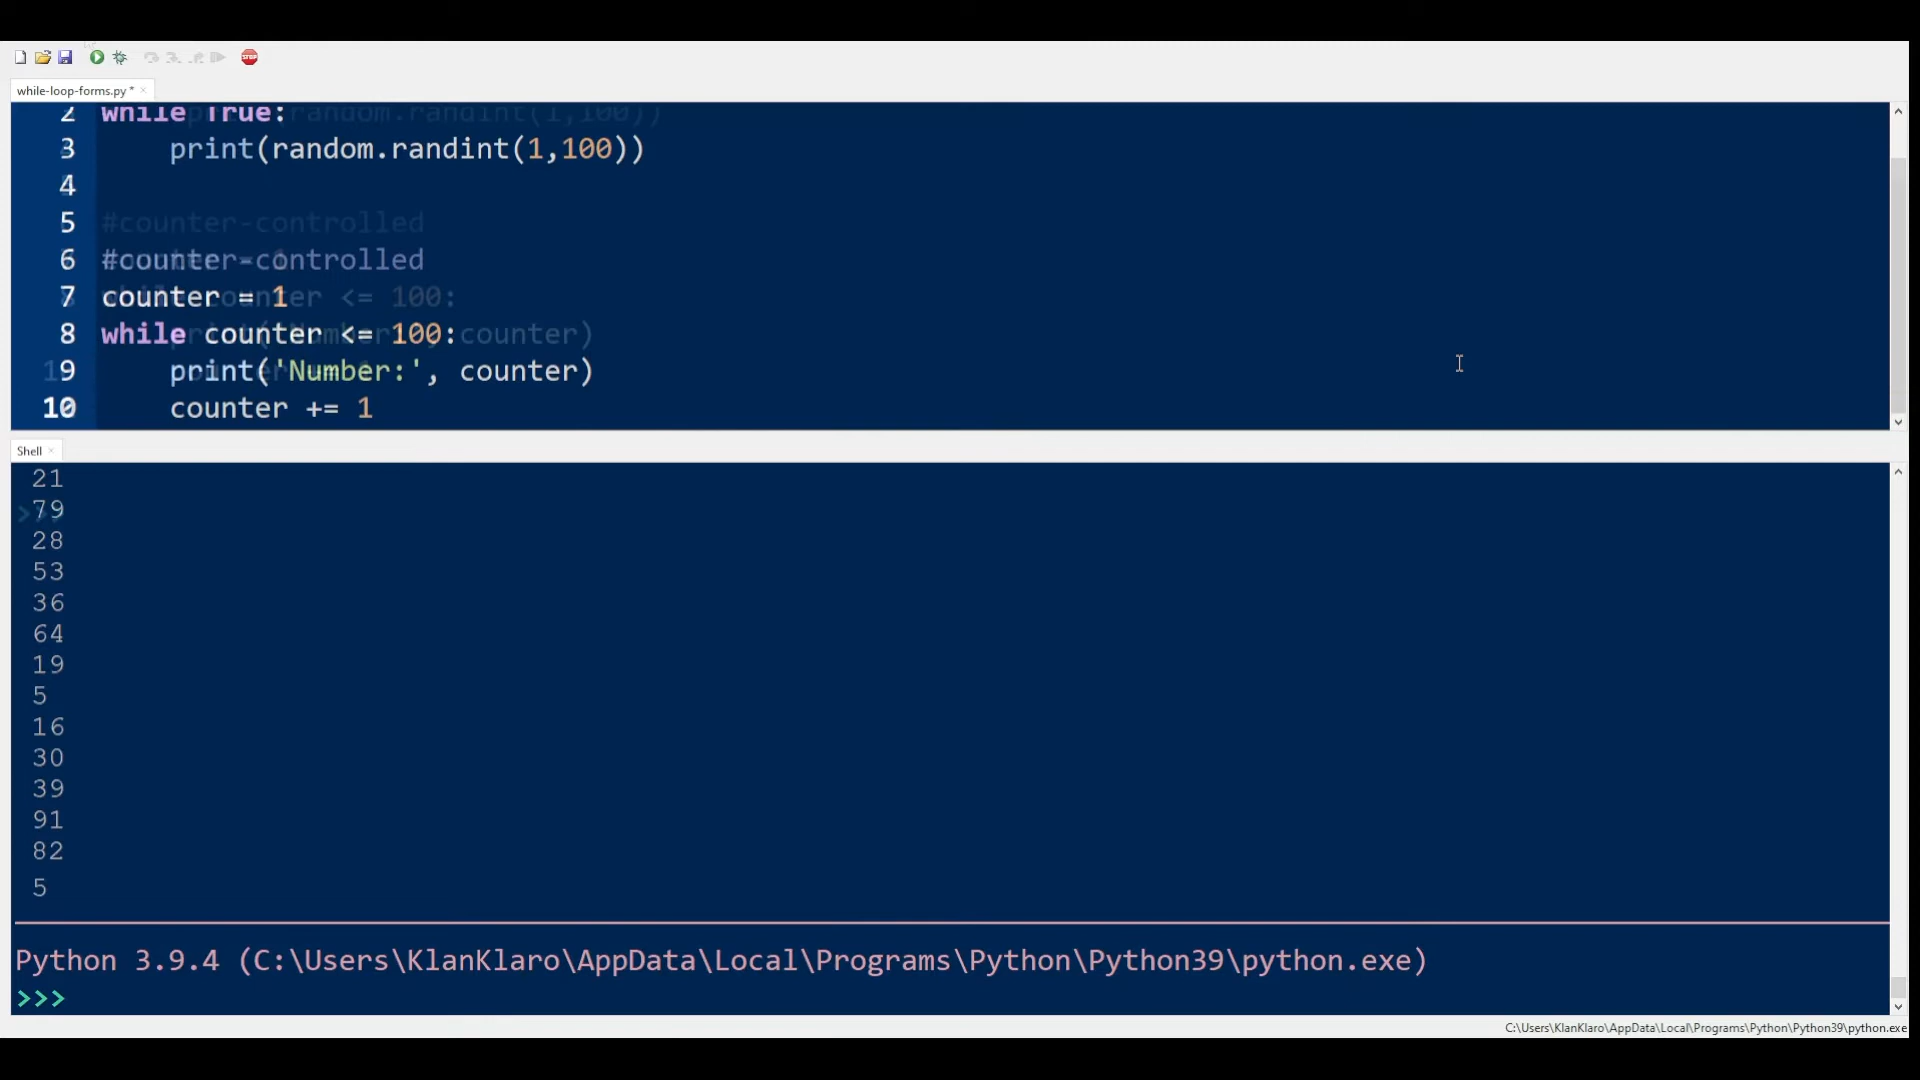 STOP
while-loop-forms.py * ×
2 while True:
3 print(random.randint(1,100))
4
5
6 #counter-controlled
7 counter = 1
8 while counter <= 100:
9 print('Number:', counter)
10 counter += 1
Shell ×
21
79
28
53
36
64
19
5
16
30
39
91
82
5
Python 3.9.4 (C:\Users\KlanKlaro\AppData\Local\Programs\Python\Python39\python.exe)
>>>
C:\Users\KlanKlaro\AppData\Local\Programs\Python\Python39\python.exe